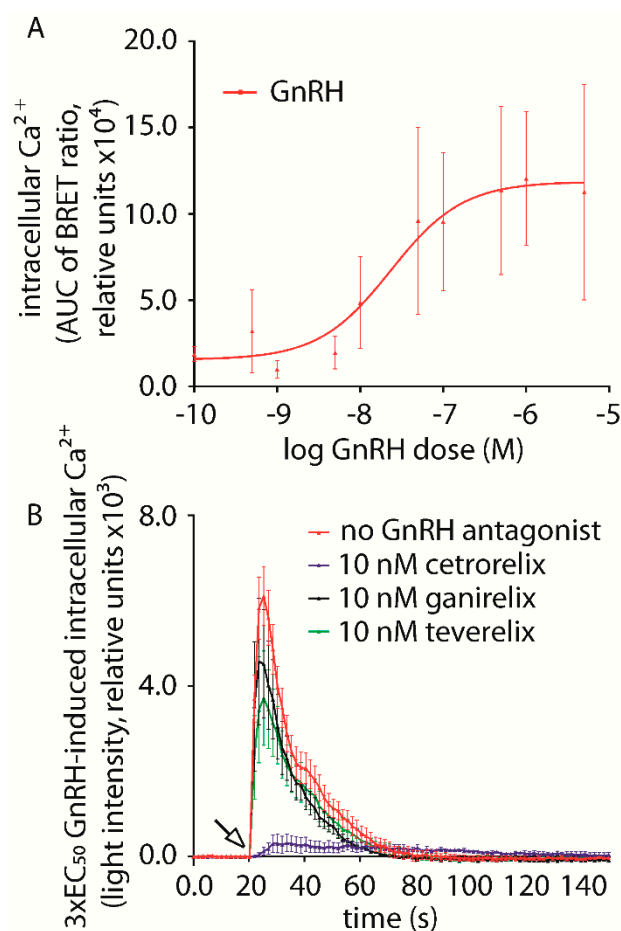 A
intracellular Ca²⁺
(AUC of BRET ratio,
relative units x10⁴)
20.0
15.0
10.0
5.0
0.0
GnRH
-10 -9 -8 -7 -6 -5
log GnRH dose (M)
B
3xEC₅₀ GnRH-induced intracellular Ca²⁺
(light intensity, relative units x10³)
8.0
4.0
0.0
no GnRH antagonist
10 nM cetrorelix
10 nM ganirelix
10 nM teverelix
0.0 20 40 60 80 100 120 140
time (s)